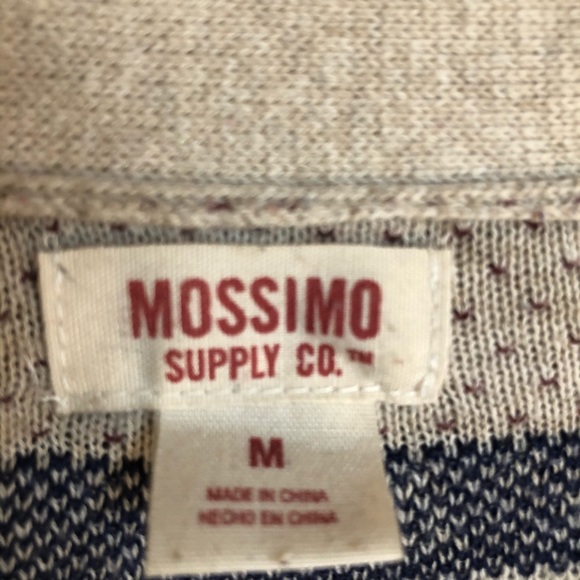 MOSSIMO
SUPPLY CO.™
M
MADE IN CHINA
HECHO EN CHINA